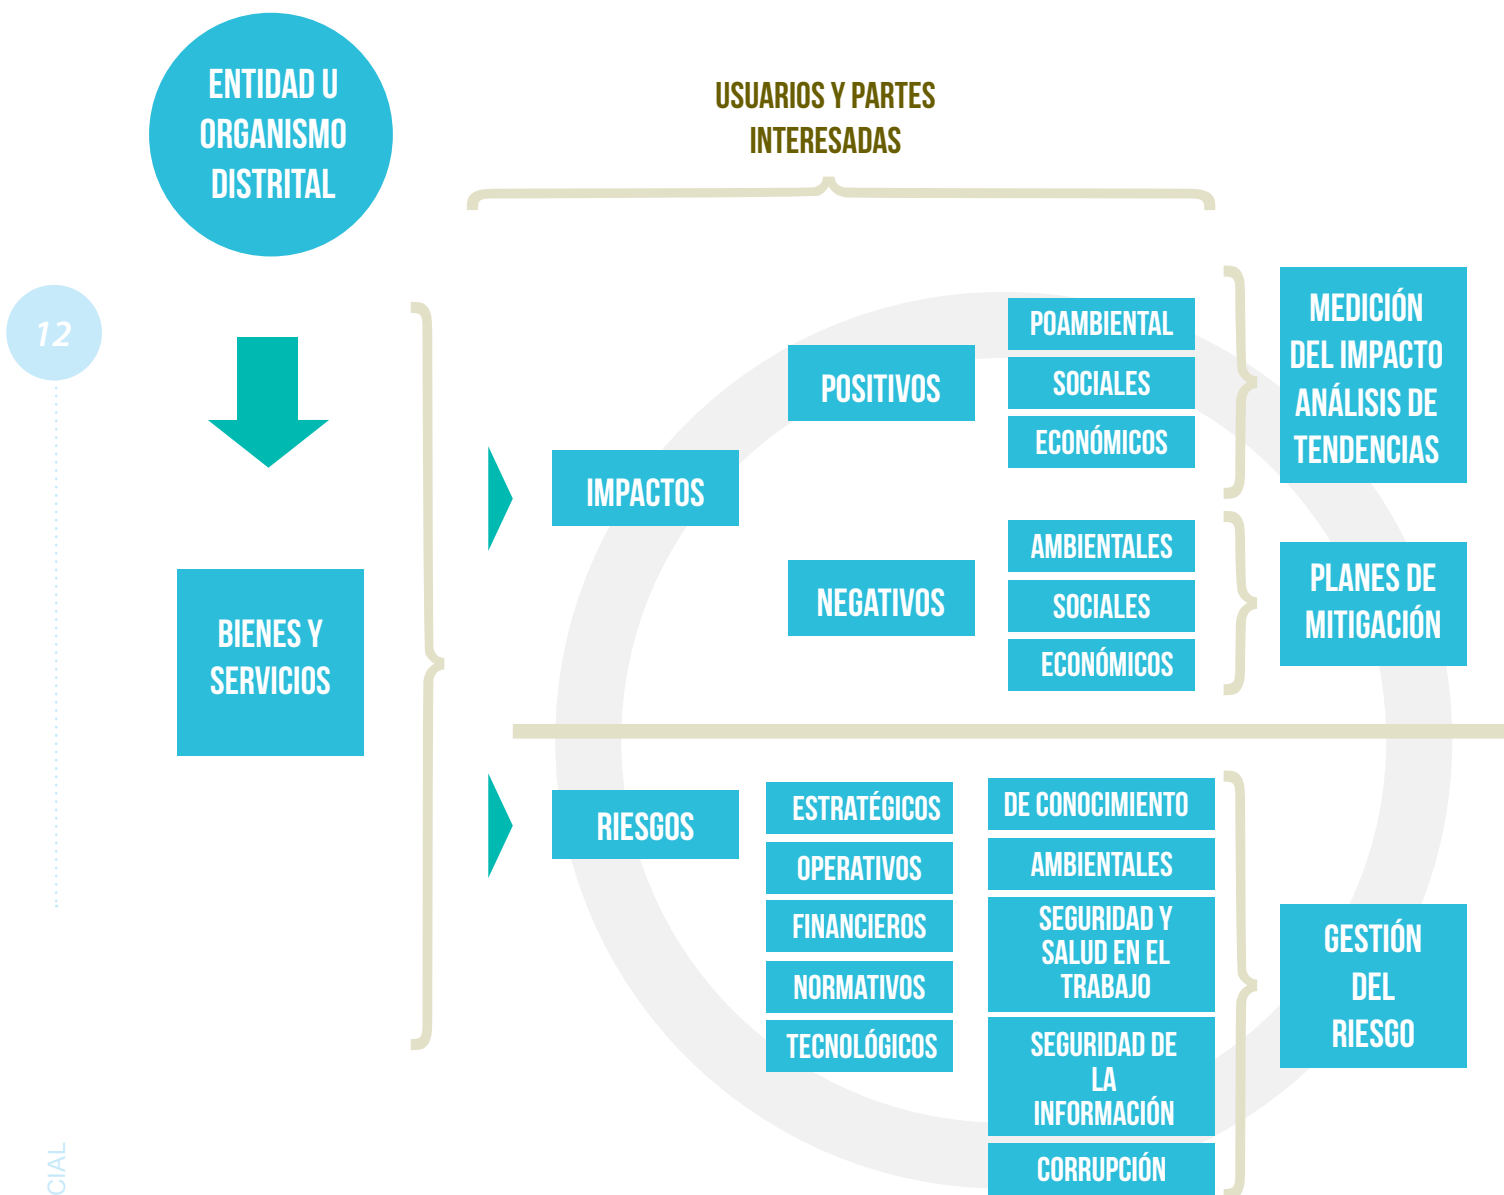 ENTIDAD U
ORGANISMO
DISTRITAL
USUARIOS Y PARTES
INTERESADAS
12
BIENES Y
SERVICIOS
IMPACTOS
POSITIVOS
POAMBIENTAL
SOCIALES
ECONÓMICOS
MEDICIÓN
DEL IMPACTO
ANÁLISIS DE
TENDENCIAS
NEGATIVOS
AMBIENTALES
SOCIALES
ECONÓMICOS
PLANES DE
MITIGACIÓN
RIESGOS
ESTRATÉGICOS
OPERATIVOS
FINANCIEROS
NORMATIVOS
TECNOLÓGICOS
DE CONOCIMIENTO
AMBIENTALES
SEGURIDAD Y
SALUD EN EL
TRABAJO
SEGURIDAD DE
LA
INFORMACIÓN
CORRUPCIÓN
GESTIÓN
DEL
RIESGO
CIAL